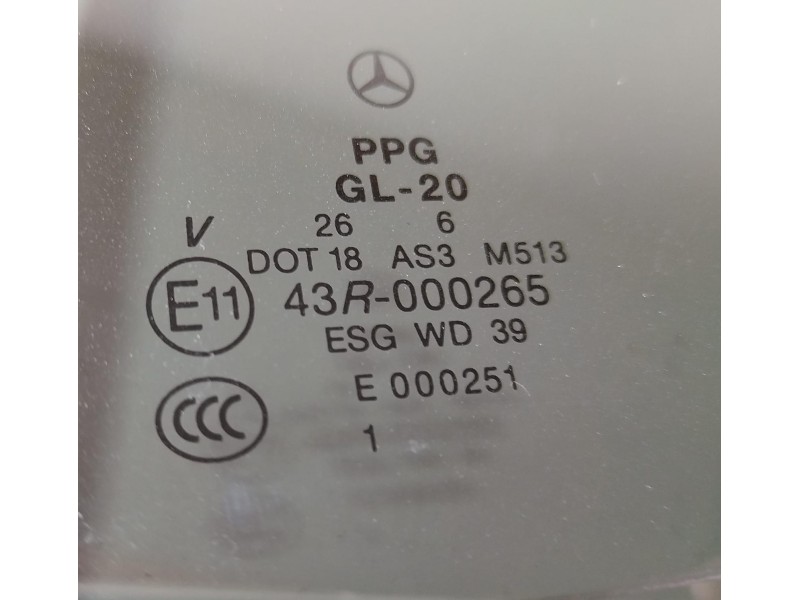 PPG
GL-20
V 26 6
DOT 18 AS3 M513
E11 43R-000265
ESG WD 39
E 000251
CCC
1